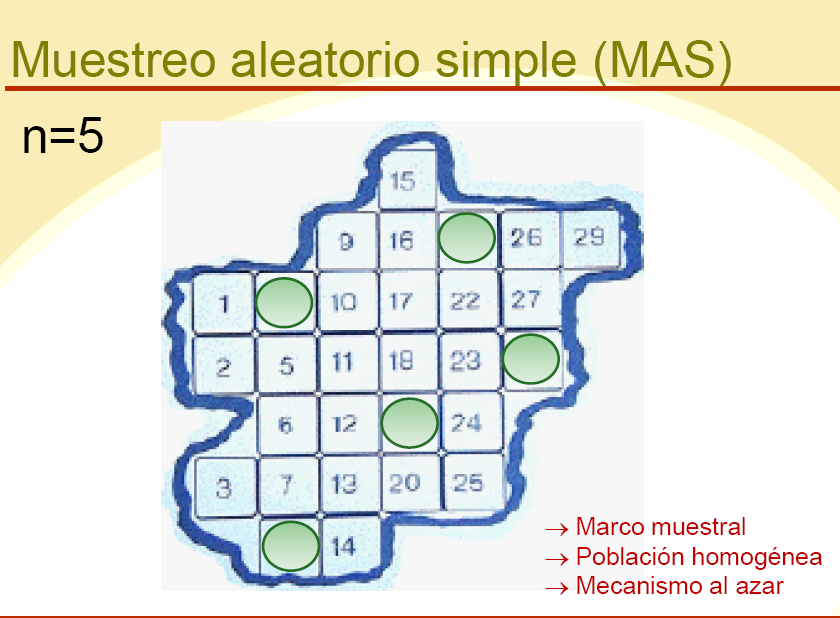 Muestreo aleatorio simple (MAS)
n=5
15
9 16 26 29
1 10 17 22 27
2 5 11 18 23
6 12 24
3 7 13 20 25
14
→ Marco muestral
→ Población homogénea
→ Mecanismo al azar